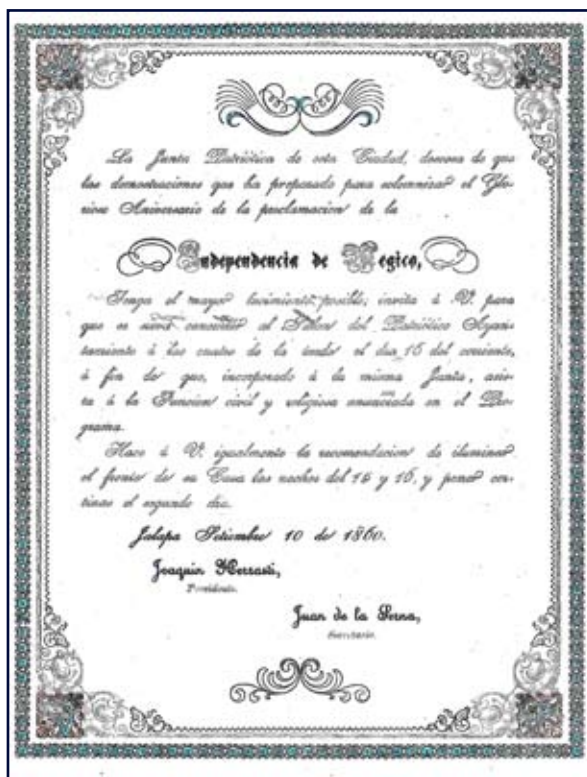 La Junta Patriótica de esta Ciudad, deseosa de que
las demostraciones que ha preparado para solemnizar el Glo-
rioso Aniversario de la proclamacion de la
Independencia de Megico,
Tenga el mayor lucimiento posible; invita á V. para
que se sirva concurrir al Salon del Patriótico Ayun-
tamiento á las cuatro de la tarde el dia 16 del corriente,
á fin de que, incorporado á la misma Junta, asis-
ta á la Funcion civil y religiosa anunciada en el Pro-
grama.
Hace á V. igualmente la recomendacion de iluminar
el frente de su Casa las noches del 15 y 16, y poner cor-
tinas el segundo dia.
Jalapa Setiembre 10 de 1860.
Joaquin Herrasti,
Presidente.
Juan de la Serna,
Secretario.